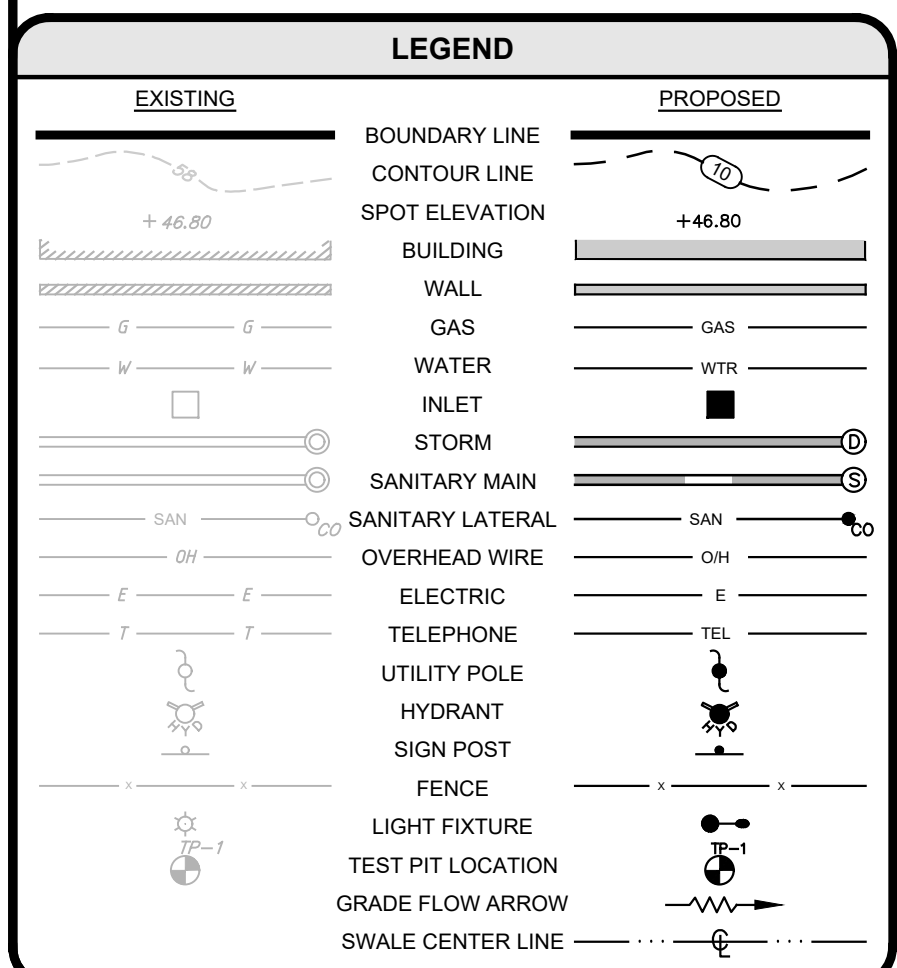 LEGEND
EXISTING PROPOSED
BOUNDARY LINE
58 CONTOUR LINE 10
+ 46.80 SPOT ELEVATION +46.80
BUILDING
WALL
G G GAS GAS
W W WATER WTR
INLET
STORM D
SANITARY MAIN S
SAN CO SANITARY LATERAL SAN CO
OH OVERHEAD WIRE O/H
E E ELECTRIC E
T T TELEPHONE TEL
UTILITY POLE
HYD HYDRANT HYD
SIGN POST
x x FENCE x x
LIGHT FIXTURE
TP-1 TEST PIT LOCATION TP-1
GRADE FLOW ARROW
SWALE CENTER LINE ℄